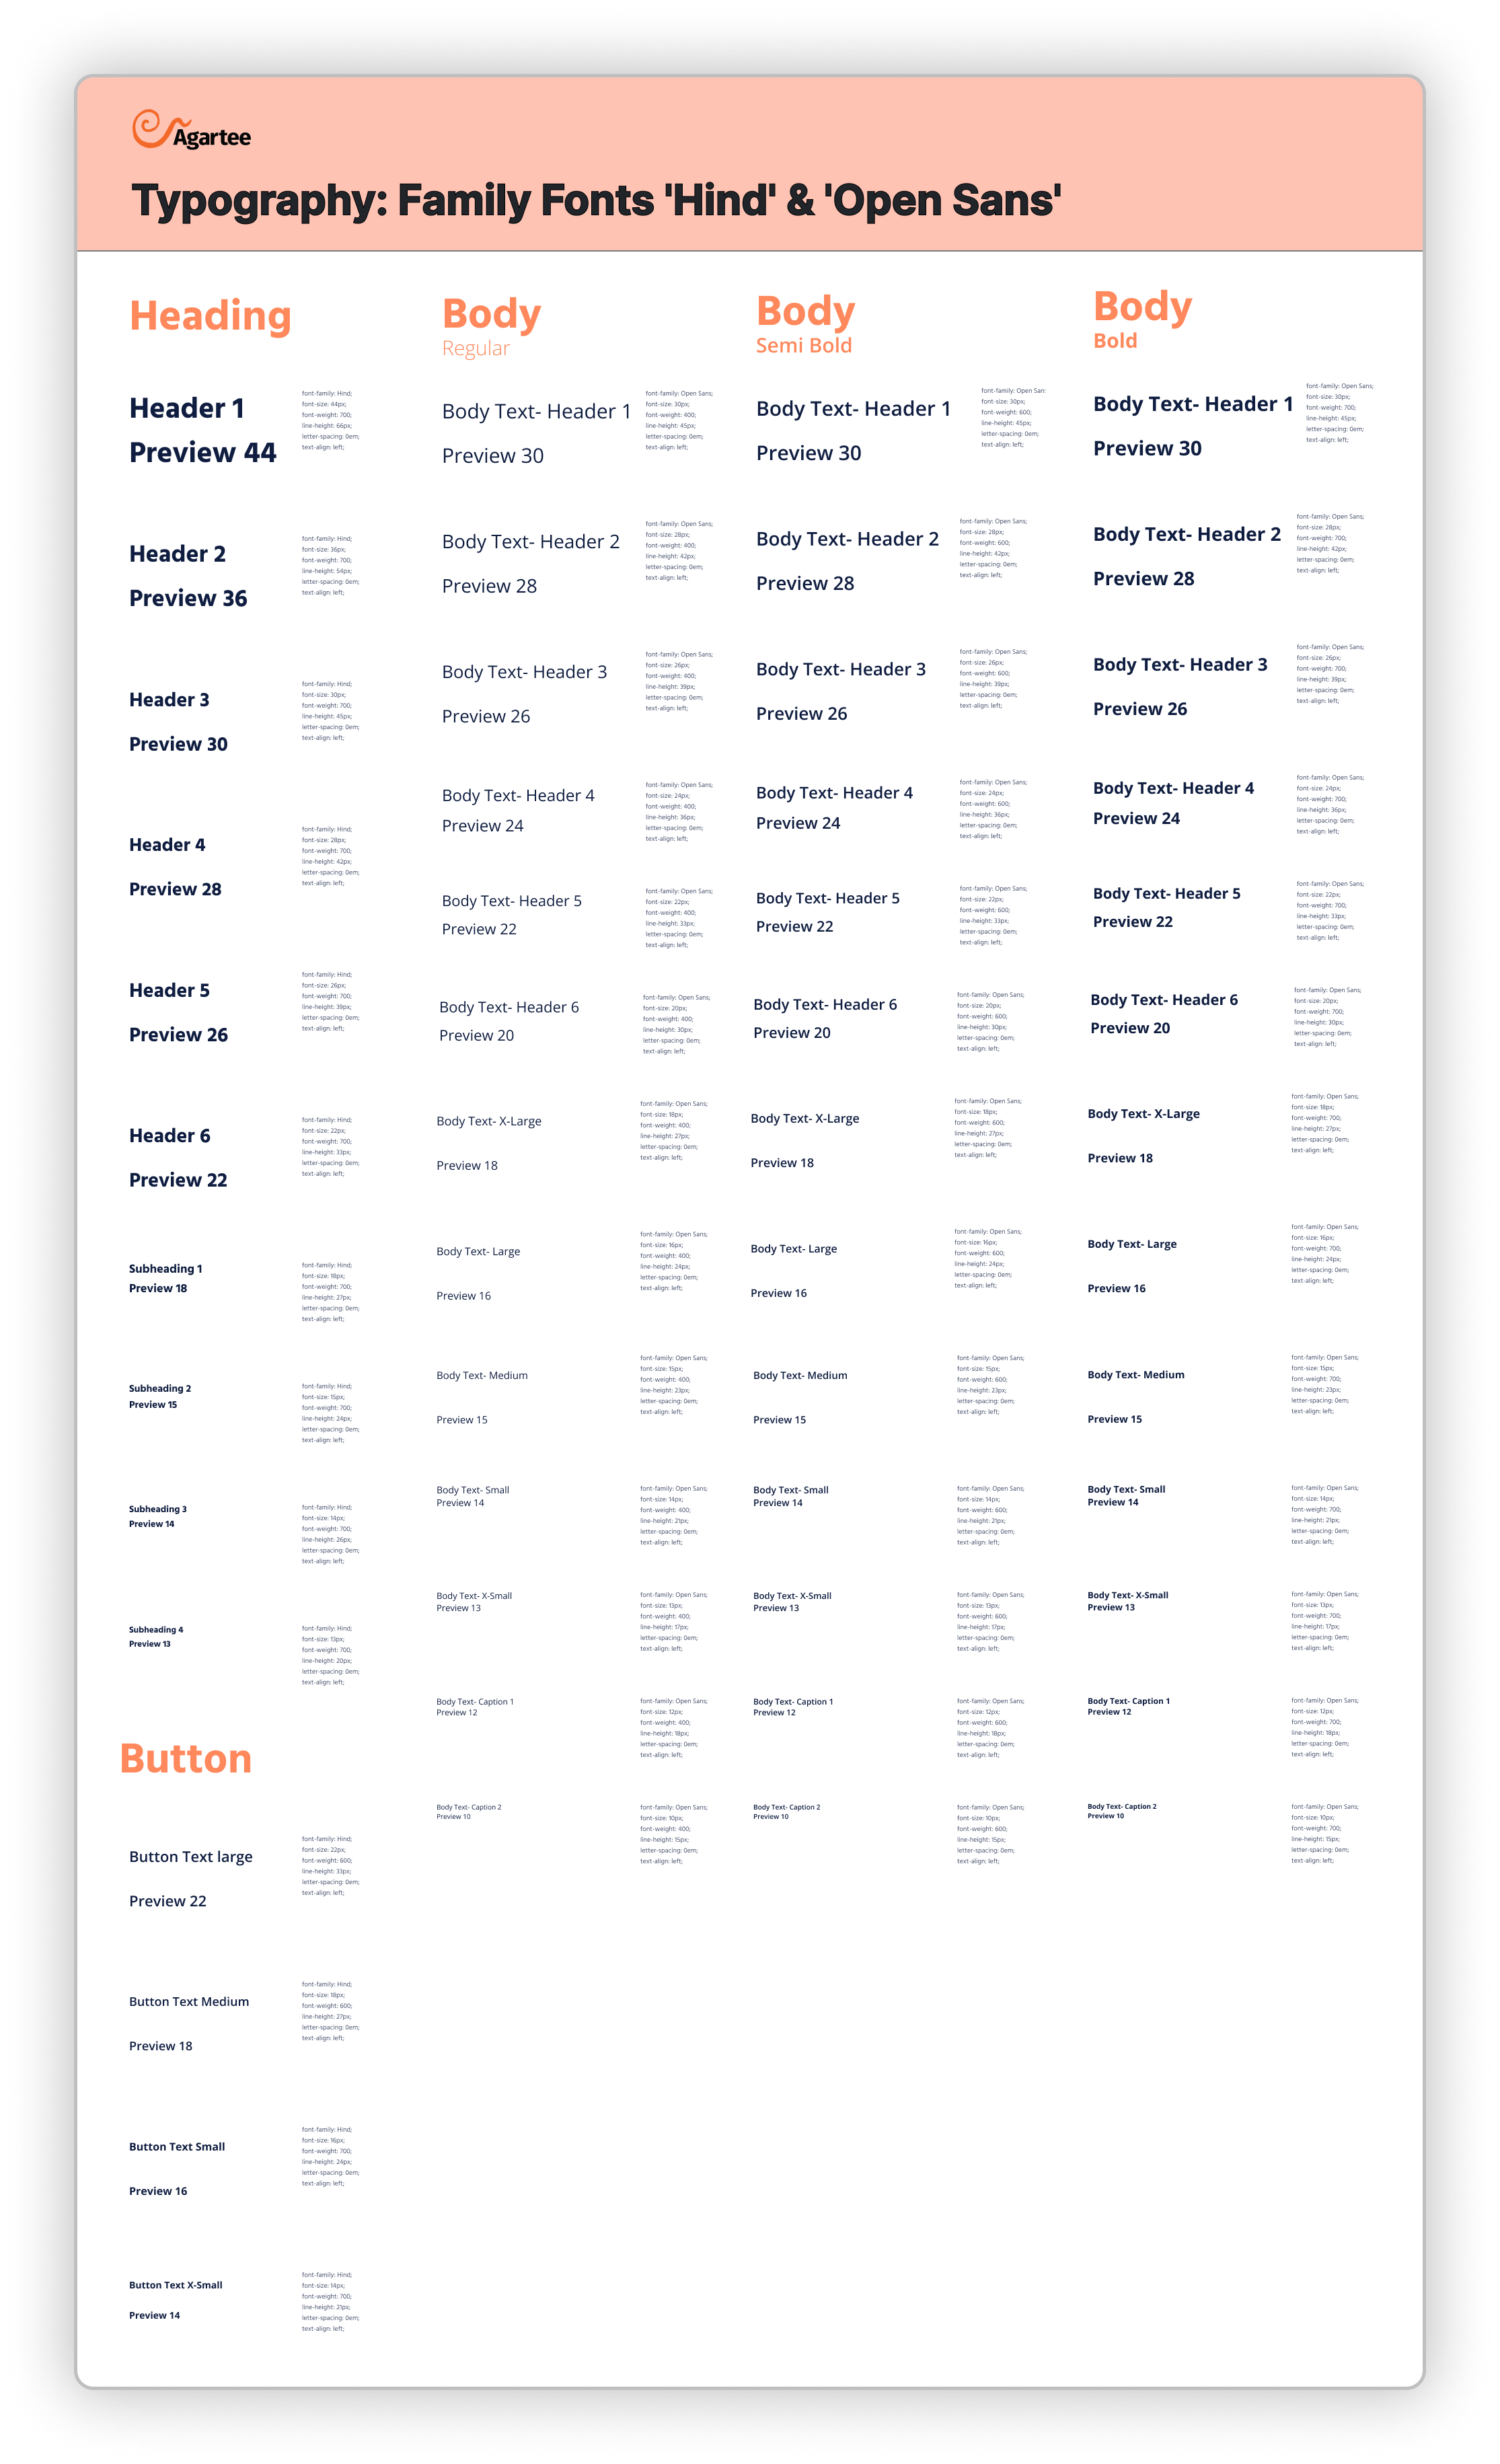 Agartee
Typography: Family Fonts 'Hind' & 'Open Sans'
Heading
Header 1
Preview 44
font-family: Hind;
font-size: 44px;
font-weight: 700;
line-height: 66px;
letter-spacing: 0em;
text-align: left;
Header 2
Preview 36
font-family: Hind;
font-size: 36px;
font-weight: 700;
line-height: 54px;
letter-spacing: 0em;
text-align: left;
Header 3
Preview 30
font-family: Hind;
font-size: 30px;
font-weight: 700;
line-height: 45px;
letter-spacing: 0em;
text-align: left;
Header 4
Preview 28
font-family: Hind;
font-size: 28px;
font-weight: 700;
line-height: 42px;
letter-spacing: 0em;
text-align: left;
Header 5
Preview 26
font-family: Hind;
font-size: 26px;
font-weight: 700;
line-height: 39px;
letter-spacing: 0em;
text-align: left;
Header 6
Preview 22
font-family: Hind;
font-size: 22px;
font-weight: 700;
line-height: 33px;
letter-spacing: 0em;
text-align: left;
Subheading 1
Preview 18
font-family: Hind;
font-size: 18px;
font-weight: 700;
line-height: 27px;
letter-spacing: 0em;
text-align: left;
Subheading 2
Preview 15
font-family: Hind;
font-size: 15px;
font-weight: 700;
line-height: 24px;
letter-spacing: 0em;
text-align: left;
Subheading 3
Preview 14
font-family: Hind;
font-size: 14px;
font-weight: 700;
line-height: 26px;
letter-spacing: 0em;
text-align: left;
Subheading 4
Preview 13
font-family: Hind;
font-size: 13px;
font-weight: 700;
line-height: 20px;
letter-spacing: 0em;
text-align: left;
Button
Button Text large
Preview 22
font-family: Hind;
font-size: 22px;
font-weight: 600;
line-height: 33px;
letter-spacing: 0em;
text-align: left;
Button Text Medium
Preview 18
font-family: Hind;
font-size: 18px;
font-weight: 600;
line-height: 27px;
letter-spacing: 0em;
text-align: left;
Button Text Small
Preview 16
font-family: Hind;
font-size: 16px;
font-weight: 700;
line-height: 24px;
letter-spacing: 0em;
text-align: left;
Button Text X-Small
Preview 14
font-family: Hind;
font-size: 14px;
font-weight: 700;
line-height: 21px;
letter-spacing: 0em;
text-align: left;
Body
Regular
Body Text- Header 1
Preview 30
font-family: Open Sans;
font-size: 30px;
font-weight: 400;
line-height: 45px;
letter-spacing: 0em;
text-align: left;
Body Text- Header 2
Preview 28
font-family: Open Sans;
font-size: 28px;
font-weight: 400;
line-height: 42px;
letter-spacing: 0em;
text-align: left;
Body Text- Header 3
Preview 26
font-family: Open Sans;
font-size: 26px;
font-weight: 400;
line-height: 39px;
letter-spacing: 0em;
text-align: left;
Body Text- Header 4
Preview 24
font-family: Open Sans;
font-size: 24px;
font-weight: 400;
line-height: 36px;
letter-spacing: 0em;
text-align: left;
Body Text- Header 5
Preview 22
font-family: Open Sans;
font-size: 22px;
font-weight: 400;
line-height: 33px;
letter-spacing: 0em;
text-align: left;
Body Text- Header 6
Preview 20
font-family: Open Sans;
font-size: 20px;
font-weight: 400;
line-height: 30px;
letter-spacing: 0em;
text-align: left;
Body Text- X-Large
Preview 18
font-family: Open Sans;
font-size: 18px;
font-weight: 400;
line-height: 27px;
letter-spacing: 0em;
text-align: left;
Body Text- Large
Preview 16
font-family: Open Sans;
font-size: 16px;
font-weight: 400;
line-height: 24px;
letter-spacing: 0em;
text-align: left;
Body Text- Medium
Preview 15
font-family: Open Sans;
font-size: 15px;
font-weight: 400;
line-height: 23px;
letter-spacing: 0em;
text-align: left;
Body Text- Small
Preview 14
font-family: Open Sans;
font-size: 14px;
font-weight: 400;
line-height: 21px;
letter-spacing: 0em;
text-align: left;
Body Text- X-Small
Preview 13
font-family: Open Sans;
font-size: 13px;
font-weight: 400;
line-height: 17px;
letter-spacing: 0em;
text-align: left;
Body Text- Caption 1
Preview 12
font-family: Open Sans;
font-size: 12px;
font-weight: 400;
line-height: 18px;
letter-spacing: 0em;
text-align: left;
Body Text- Caption 2
Preview 10
font-family: Open Sans;
font-size: 10px;
font-weight: 400;
line-height: 15px;
letter-spacing: 0em;
text-align: left;
Body
Semi Bold
Body Text- Header 1
Preview 30
font-family: Open San:
font-size: 30px;
font-weight: 600;
line-height: 45px;
letter-spacing: 0em;
text-align: left;
Body Text- Header 2
Preview 28
font-family: Open Sans;
font-size: 28px;
font-weight: 600;
line-height: 42px;
letter-spacing: 0em;
text-align: left;
Body Text- Header 3
Preview 26
font-family: Open Sans;
font-size: 26px;
font-weight: 600;
line-height: 39px;
letter-spacing: 0em;
text-align: left;
Body Text- Header 4
Preview 24
font-family: Open Sans;
font-size: 24px;
font-weight: 600;
line-height: 36px;
letter-spacing: 0em;
text-align: left;
Body Text- Header 5
Preview 22
font-family: Open Sans;
font-size: 22px;
font-weight: 600;
line-height: 33px;
letter-spacing: 0em;
text-align: left;
Body Text- Header 6
Preview 20
font-family: Open Sans;
font-size: 20px;
font-weight: 600;
line-height: 30px;
letter-spacing: 0em;
text-align: left;
Body Text- X-Large
Preview 18
font-family: Open Sans;
font-size: 18px;
font-weight: 600;
line-height: 27px;
letter-spacing: 0em;
text-align: left;
Body Text- Large
Preview 16
font-family: Open Sans;
font-size: 16px;
font-weight: 600;
line-height: 24px;
letter-spacing: 0em;
text-align: left;
Body Text- Medium
Preview 15
font-family: Open Sans;
font-size: 15px;
font-weight: 600;
line-height: 23px;
letter-spacing: 0em;
text-align: left;
Body Text- Small
Preview 14
font-family: Open Sans;
font-size: 14px;
font-weight: 600;
line-height: 21px;
letter-spacing: 0em;
text-align: left;
Body Text- X-Small
Preview 13
font-family: Open Sans;
font-size: 13px;
font-weight: 600;
line-height: 17px;
letter-spacing: 0em;
text-align: left;
Body Text- Caption 1
Preview 12
font-family: Open Sans;
font-size: 12px;
font-weight: 600;
line-height: 18px;
letter-spacing: 0em;
text-align: left;
Body Text- Caption 2
Preview 10
font-family: Open Sans;
font-size: 10px;
font-weight: 600;
line-height: 15px;
letter-spacing: 0em;
text-align: left;
Body
Bold
Body Text- Header 1
Preview 30
font-family: Open Sans;
font-size: 30px;
font-weight: 700;
line-height: 45px;
letter-spacing: 0em;
text-align: left;
Body Text- Header 2
Preview 28
font-family: Open Sans;
font-size: 28px;
font-weight: 700;
line-height: 42px;
letter-spacing: 0em;
text-align: left;
Body Text- Header 3
Preview 26
font-family: Open Sans;
font-size: 26px;
font-weight: 700;
line-height: 39px;
letter-spacing: 0em;
text-align: left;
Body Text- Header 4
Preview 24
font-family: Open Sans;
font-size: 24px;
font-weight: 700;
line-height: 36px;
letter-spacing: 0em;
text-align: left;
Body Text- Header 5
Preview 22
font-family: Open Sans;
font-size: 22px;
font-weight: 700;
line-height: 33px;
letter-spacing: 0em;
text-align: left;
Body Text- Header 6
Preview 20
font-family: Open Sans;
font-size: 20px;
font-weight: 700;
line-height: 30px;
letter-spacing: 0em;
text-align: left;
Body Text- X-Large
Preview 18
font-family: Open Sans;
font-size: 18px;
font-weight: 700;
line-height: 27px;
letter-spacing: 0em;
text-align: left;
Body Text- Large
Preview 16
font-family: Open Sans;
font-size: 16px;
font-weight: 700;
line-height: 24px;
letter-spacing: 0em;
text-align: left;
Body Text- Medium
Preview 15
font-family: Open Sans;
font-size: 15px;
font-weight: 700;
line-height: 23px;
letter-spacing: 0em;
text-align: left;
Body Text- Small
Preview 14
font-family: Open Sans;
font-size: 14px;
font-weight: 700;
line-height: 21px;
letter-spacing: 0em;
text-align: left;
Body Text- X-Small
Preview 13
font-family: Open Sans;
font-size: 13px;
font-weight: 700;
line-height: 17px;
letter-spacing: 0em;
text-align: left;
Body Text- Caption 1
Preview 12
font-family: Open Sans;
font-size: 12px;
font-weight: 700;
line-height: 18px;
letter-spacing: 0em;
text-align: left;
Body Text- Caption 2
Preview 10
font-family: Open Sans;
font-size: 10px;
font-weight: 700;
line-height: 15px;
letter-spacing: 0em;
text-align: left;